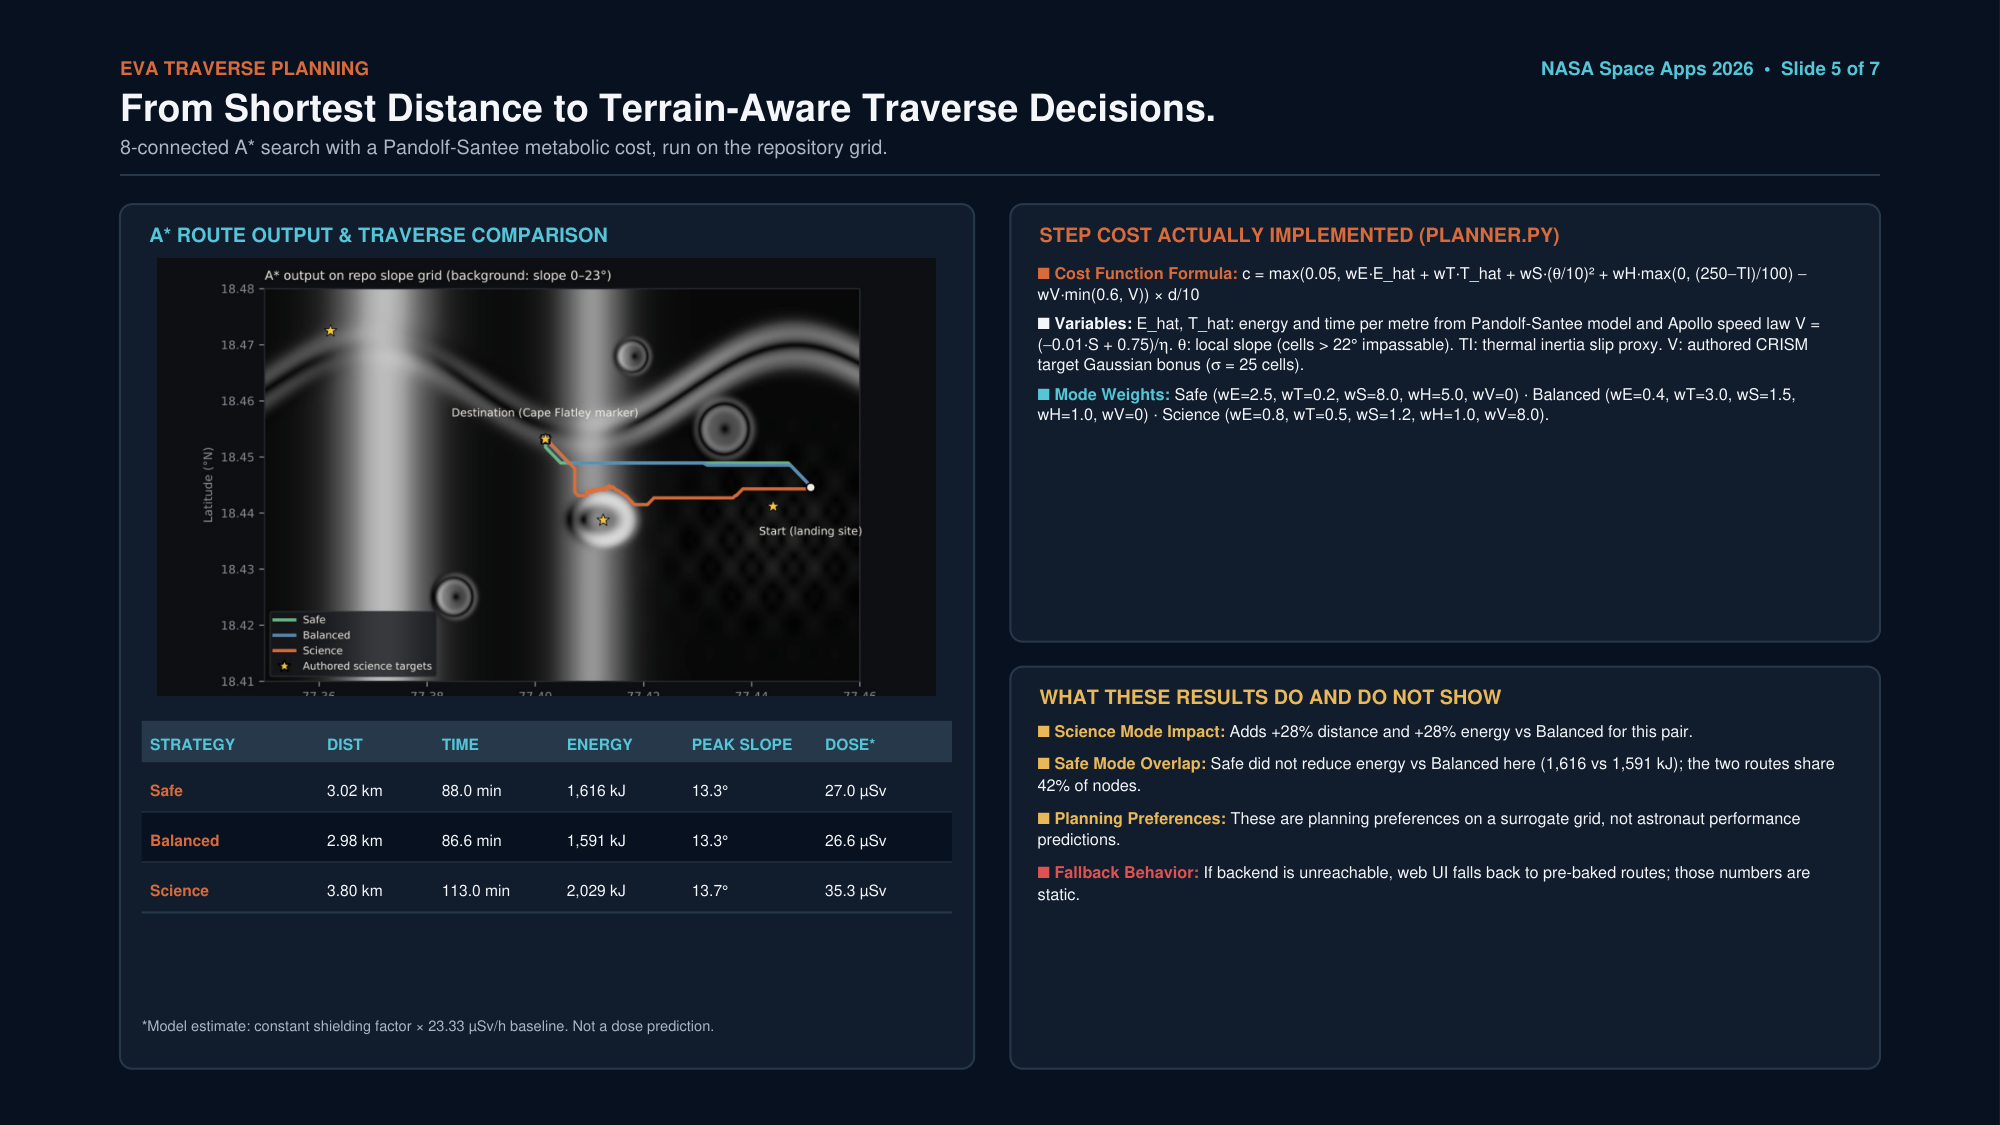 EVA TRAVERSE PLANNING
NASA Space Apps 2026 • Slide 5 of 7
From Shortest Distance to Terrain-Aware Traverse Decisions.
8-connected A* search with a Pandolf-Santee metabolic cost, run on the repository grid.
A* ROUTE OUTPUT & TRAVERSE COMPARISON
A* output on repo slope grid (background: slope 0–23°)
18.48
18.47
18.46
18.45
18.44
18.43
18.42
18.41
Latitude (°N)
Destination (Cape Flatley marker)
Start (landing site)
Safe
Balanced
Science
Authored science targets
77.36 77.38 77.40 77.42 77.44 77.46
STRATEGY DIST TIME ENERGY PEAK SLOPE DOSE*
Safe 3.02 km 88.0 min 1,616 kJ 13.3° 27.0 µSv
Balanced 2.98 km 86.6 min 1,591 kJ 13.3° 26.6 µSv
Science 3.80 km 113.0 min 2,029 kJ 13.7° 35.3 µSv
*Model estimate: constant shielding factor × 23.33 µSv/h baseline. Not a dose prediction.
STEP COST ACTUALLY IMPLEMENTED (PLANNER.PY)
■ Cost Function Formula: c = max(0.05, wE·E_hat + wT·T_hat + wS·(θ/10)² + wH·max(0, (250–TI)/100) –
wV·min(0.6, V)) × d/10
■ Variables: E_hat, T_hat: energy and time per metre from Pandolf-Santee model and Apollo speed law V =
(–0.01·S + 0.75)/η. θ: local slope (cells > 22° impassable). TI: thermal inertia slip proxy. V: authored CRISM
target Gaussian bonus (σ = 25 cells).
■ Mode Weights: Safe (wE=2.5, wT=0.2, wS=8.0, wH=5.0, wV=0) · Balanced (wE=0.4, wT=3.0, wS=1.5,
wH=1.0, wV=0) · Science (wE=0.8, wT=0.5, wS=1.2, wH=1.0, wV=8.0).
WHAT THESE RESULTS DO AND DO NOT SHOW
■ Science Mode Impact: Adds +28% distance and +28% energy vs Balanced for this pair.
■ Safe Mode Overlap: Safe did not reduce energy vs Balanced here (1,616 vs 1,591 kJ); the two routes share
42% of nodes.
■ Planning Preferences: These are planning preferences on a surrogate grid, not astronaut performance
predictions.
■ Fallback Behavior: If backend is unreachable, web UI falls back to pre-baked routes; those numbers are
static.